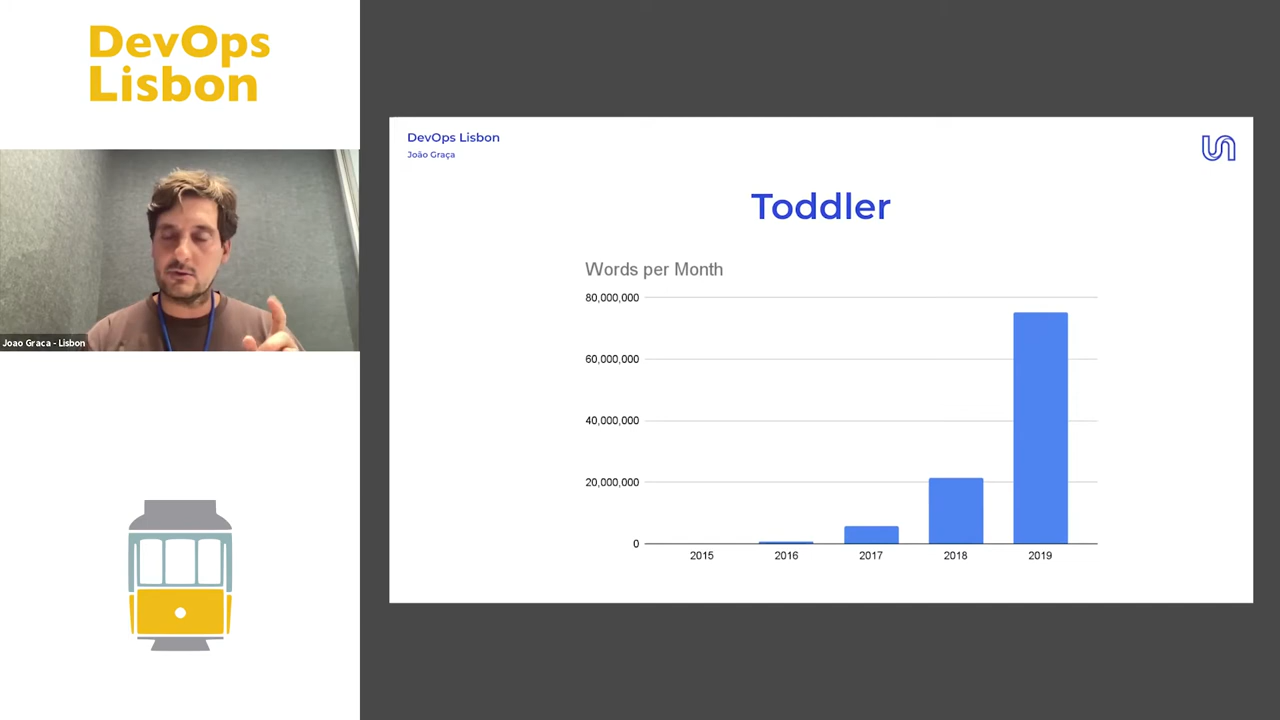 DevOps
Lisbon
Joao Graca - Lisbon
DevOps Lisbon
João Graça
Toddler
Words per Month
80,000,000
60,000,000
40,000,000
20,000,000
0
2015 2016 2017 2018 2019